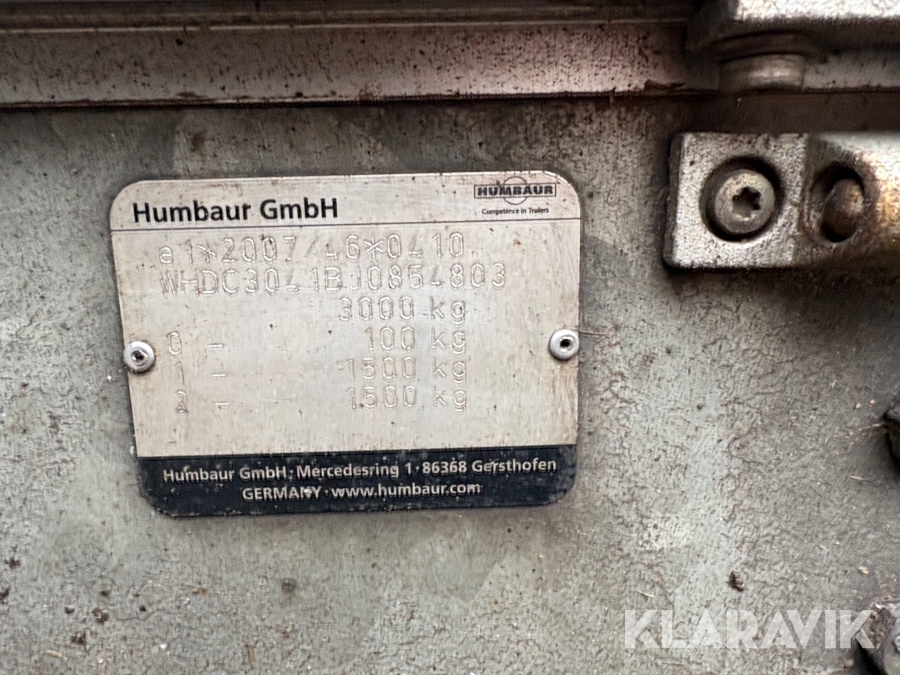 Humbaur GmbH
HUMBAUR
Competence in Trailers
a1*2007/46*0410
WHDC3041BJ0854803
3000 kg
0 - 100 kg
1 - 1500 kg
2 - 1500 kg
-
Humbaur GmbH · Mercedesring 1 · 86368 Gersthofen
GERMANY · www.humbaur.com
KLARAVIK